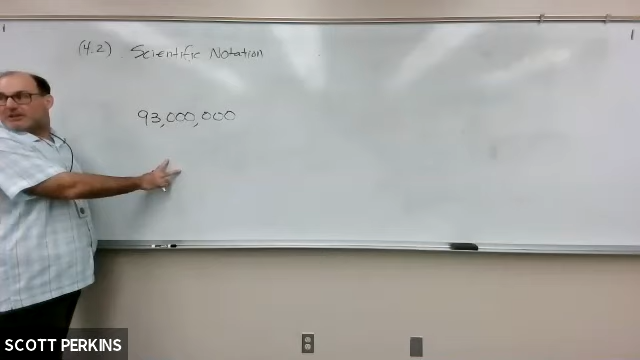 (4.2) Scientific Notation
93,000,000
SCOTT PERKINS